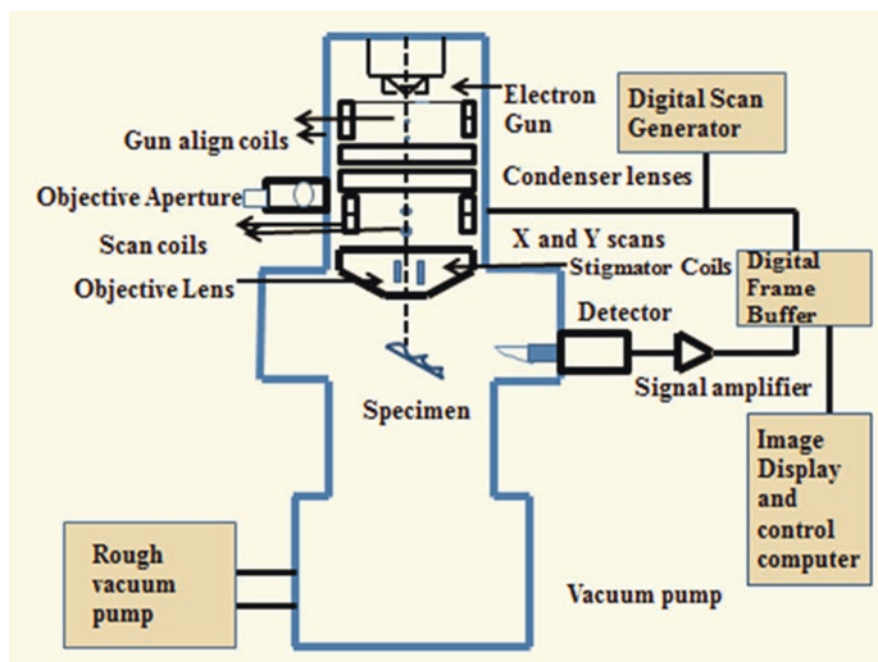 Electron
Gun
Digital Scan
Generator
Gun align coils
Condenser lenses
Objective Aperture
Scan coils
X and Y scans
Stigmator Coils
Digital
Frame
Buffer
Objective Lens
Detector
Signal amplifier
Specimen
Image
Display
and
control
computer
Rough
vacuum
pump
Vacuum pump